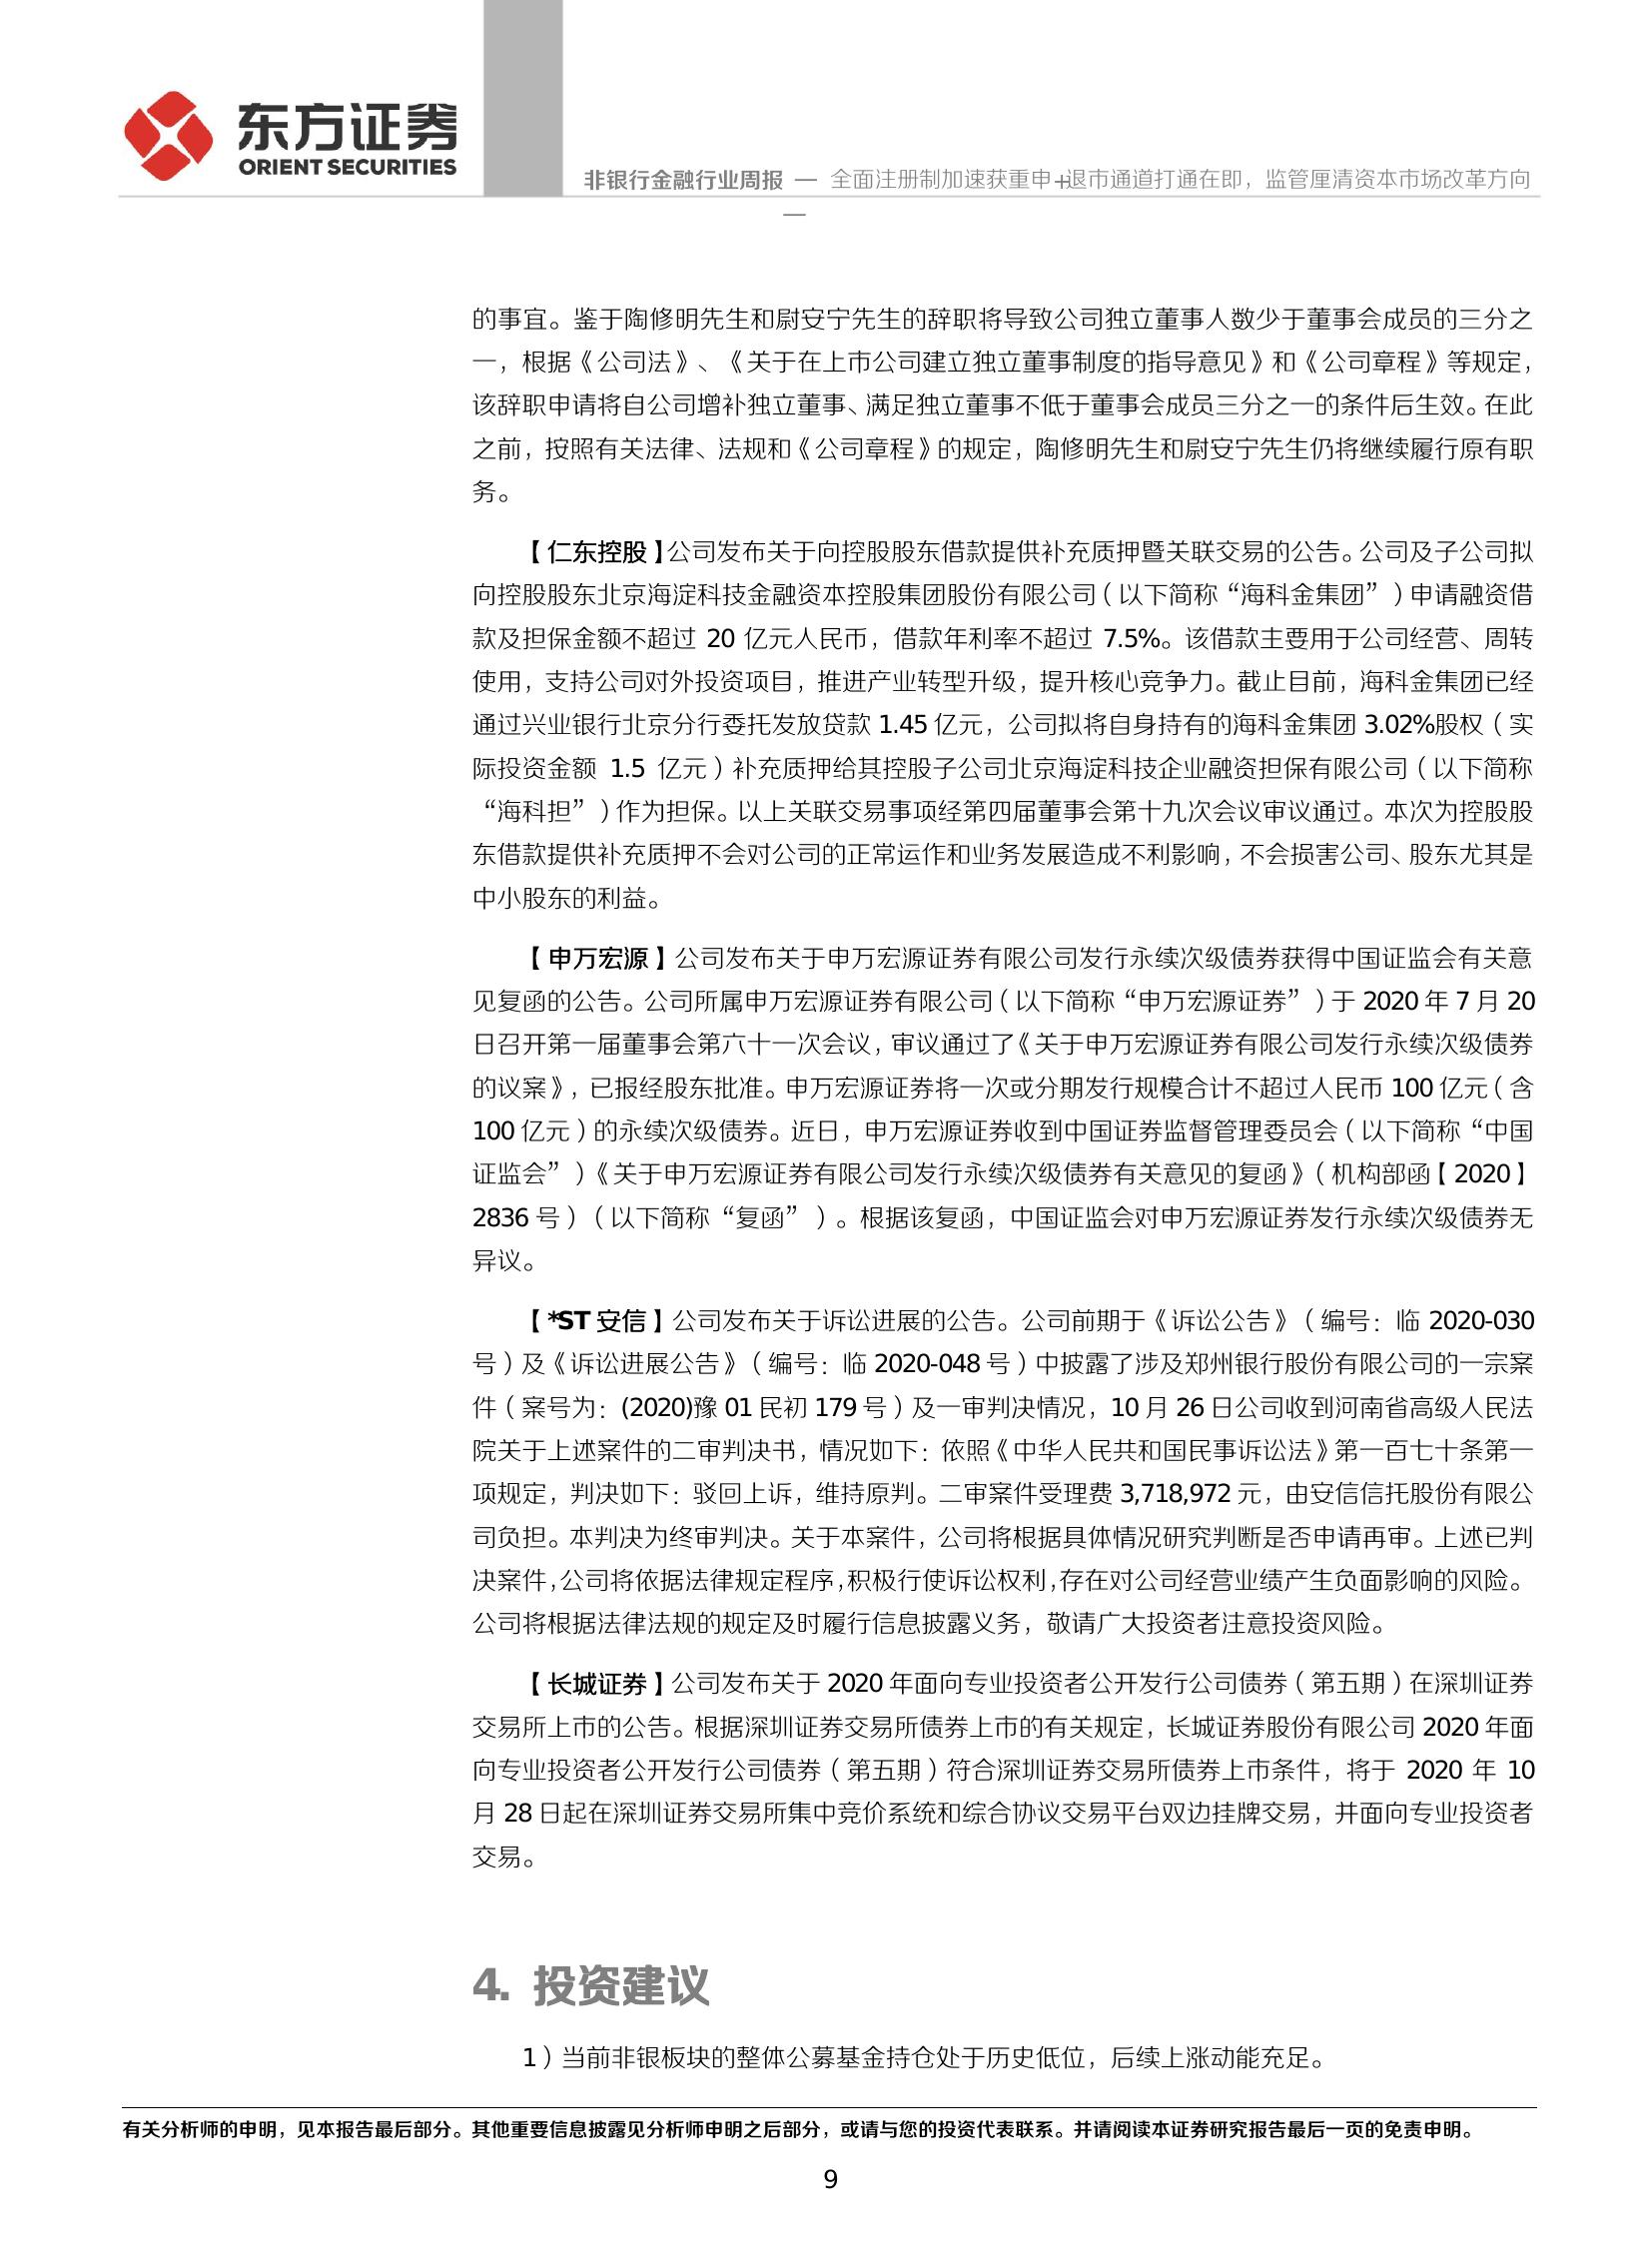 东方证券
ORIENT SECURITIES
非银行金融行业周报 — 全面注册制加速获重申+退市通道打通在即，监管厘清资本市场改革方向
—
的事宜。鉴于陶修明先生和尉安宁先生的辞职将导致公司独立董事人数少于董事会成员的三分之
一，根据《公司法》、《关于在上市公司建立独立董事制度的指导意见》和《公司章程》等规定，
该辞职申请将自公司增补独立董事、满足独立董事不低于董事会成员三分之一的条件后生效。在此
之前，按照有关法律、法规和《公司章程》的规定，陶修明先生和尉安宁先生仍将继续履行原有职
务。
【仁东控股】公司发布关于向控股股东借款提供补充质押暨关联交易的公告。公司及子公司拟
向控股股东北京海淀科技金融资本控股集团股份有限公司（以下简称“海科金集团”）申请融资借
款及担保金额不超过 20 亿元人民币，借款年利率不超过 7.5%。该借款主要用于公司经营、周转
使用，支持公司对外投资项目，推进产业转型升级，提升核心竞争力。截止目前，海科金集团已经
通过兴业银行北京分行委托发放贷款 1.45 亿元，公司拟将自身持有的海科金集团 3.02%股权（实
际投资金额 1.5 亿元）补充质押给其控股子公司北京海淀科技企业融资担保有限公司（以下简称
“海科担”）作为担保。以上关联交易事项经第四届董事会第十九次会议审议通过。本次为控股股
东借款提供补充质押不会对公司的正常运作和业务发展造成不利影响，不会损害公司、股东尤其是
中小股东的利益。
【申万宏源】公司发布关于申万宏源证券有限公司发行永续次级债券获得中国证监会有关意
见复函的公告。公司所属申万宏源证券有限公司（以下简称“申万宏源证券”）于 2020 年 7 月 20
日召开第一届董事会第六十一次会议，审议通过了《关于申万宏源证券有限公司发行永续次级债券
的议案》，已报经股东批准。申万宏源证券将一次或分期发行规模合计不超过人民币 100 亿元（含
100 亿元）的永续次级债券。近日，申万宏源证券收到中国证券监督管理委员会（以下简称“中国
证监会”）《关于申万宏源证券有限公司发行永续次级债券有关意见的复函》（机构部函【2020】
2836 号）（以下简称“复函”）。根据该复函，中国证监会对申万宏源证券发行永续次级债券无
异议。
【*ST 安信】公司发布关于诉讼进展的公告。公司前期于《诉讼公告》（编号：临 2020-030
号）及《诉讼进展公告》（编号：临 2020-048 号）中披露了涉及郑州银行股份有限公司的一宗案
件（案号为：(2020)豫 01 民初 179 号）及一审判决情况，10 月 26 日公司收到河南省高级人民法
院关于上述案件的二审判决书，情况如下：依照《中华人民共和国民事诉讼法》第一百七十条第一
项规定，判决如下：驳回上诉，维持原判。二审案件受理费 3,718,972 元，由安信信托股份有限公
司负担。本判决为终审判决。关于本案件，公司将根据具体情况研究判断是否申请再审。上述已判
决案件，公司将依据法律规定程序，积极行使诉讼权利，存在对公司经营业绩产生负面影响的风险。
公司将根据法律法规的规定及时履行信息披露义务，敬请广大投资者注意投资风险。
【长城证券】公司发布关于 2020 年面向专业投资者公开发行公司债券（第五期）在深圳证券
交易所上市的公告。根据深圳证券交易所债券上市的有关规定，长城证券股份有限公司 2020 年面
向专业投资者公开发行公司债券（第五期）符合深圳证券交易所债券上市条件，将于 2020 年 10
月 28 日起在深圳证券交易所集中竞价系统和综合协议交易平台双边挂牌交易，并面向专业投资者
交易。
4. 投资建议
1）当前非银板块的整体公募基金持仓处于历史低位，后续上涨动能充足。
有关分析师的申明，见本报告最后部分。其他重要信息披露见分析师申明之后部分，或请与您的投资代表联系。并请阅读本证券研究报告最后一页的免责申明。
9